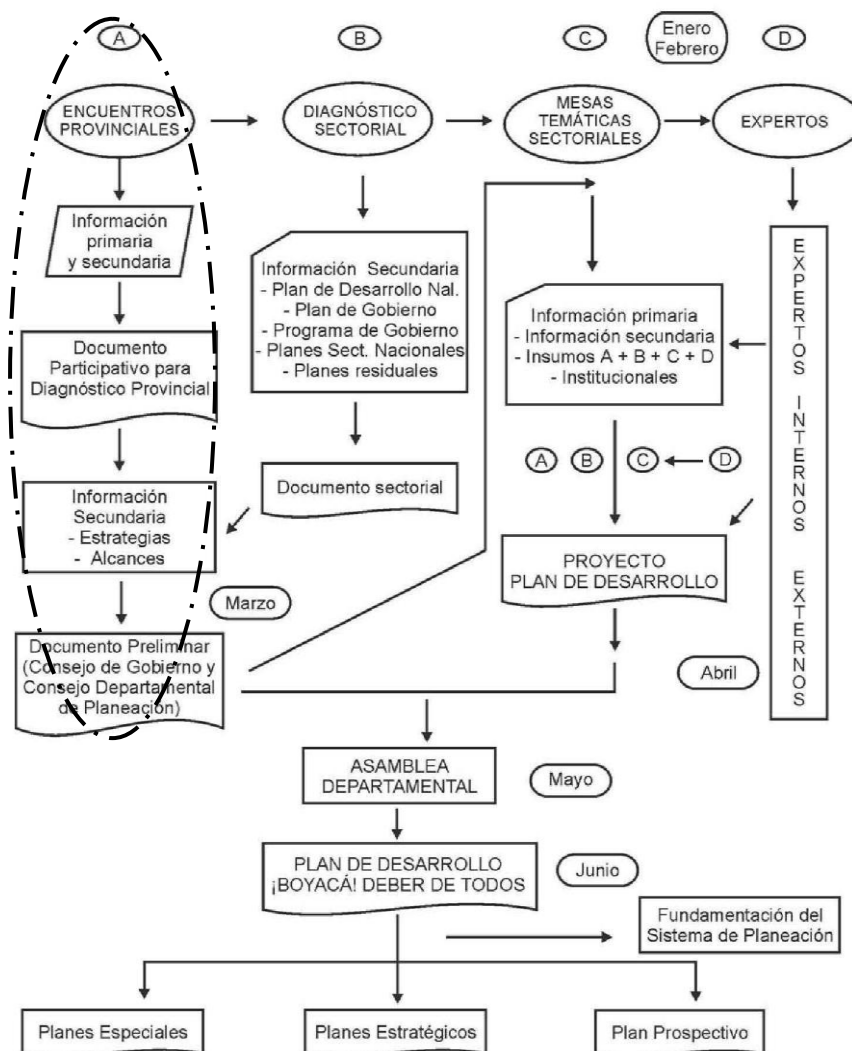 A
B
C
Enero
Febrero
D
ENCUENTROS
PROVINCIALES
DIAGNÓSTICO
SECTORIAL
MESAS
TEMÁTICAS
SECTORIALES
EXPERTOS
Información
primaria
y secundaria
Documento
Participativo para
Diagnóstico Provincial
Información
Secundaria
- Estrategias
- Alcances
Documento Preliminar
(Consejo de Gobierno y
Consejo Departamental
de Planeación)
Información Secundaria
- Plan de Desarrollo Nal.
- Plan de Gobierno
- Programa de Gobierno
- Planes Sect. Nacionales
- Planes residuales
Documento sectorial
Marzo
Información primaria
- Información secundaria
- Insumos A + B + C + D
- Institucionales
A B C D
PROYECTO
PLAN DE DESARROLLO
EXPERTOS INTERNOS EXTERNOS
Abril
ASAMBLEA
DEPARTAMENTAL
Mayo
PLAN DE DESARROLLO
¡BOYACÁ! DEBER DE TODOS
Junio
Fundamentación del
Sistema de Planeación
Planes Especiales
Planes Estratégicos
Plan Prospectivo